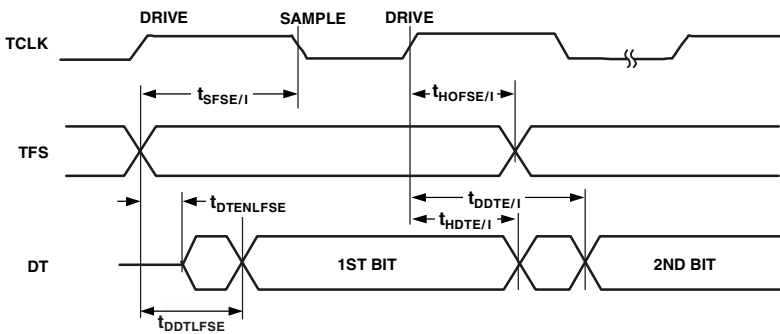 DRIVE SAMPLE DRIVE
TCLK
tSFSE/I tHOFSE/I
TFS
tDDTE/I
tDTENLFSE
tHDTE/I
DT 1ST BIT 2ND BIT
tDDTLFSE